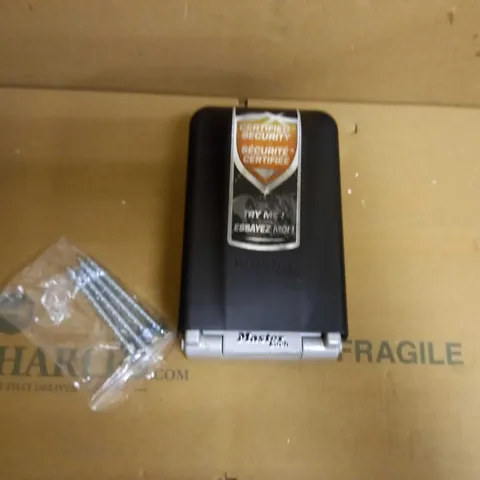 CERTIFIED
SECURITY
SÉCURITÉ
CERTIFIÉE
TRY ME!
ESSAYEZ MOI!
Master
Lock
FRAGILE
.COM